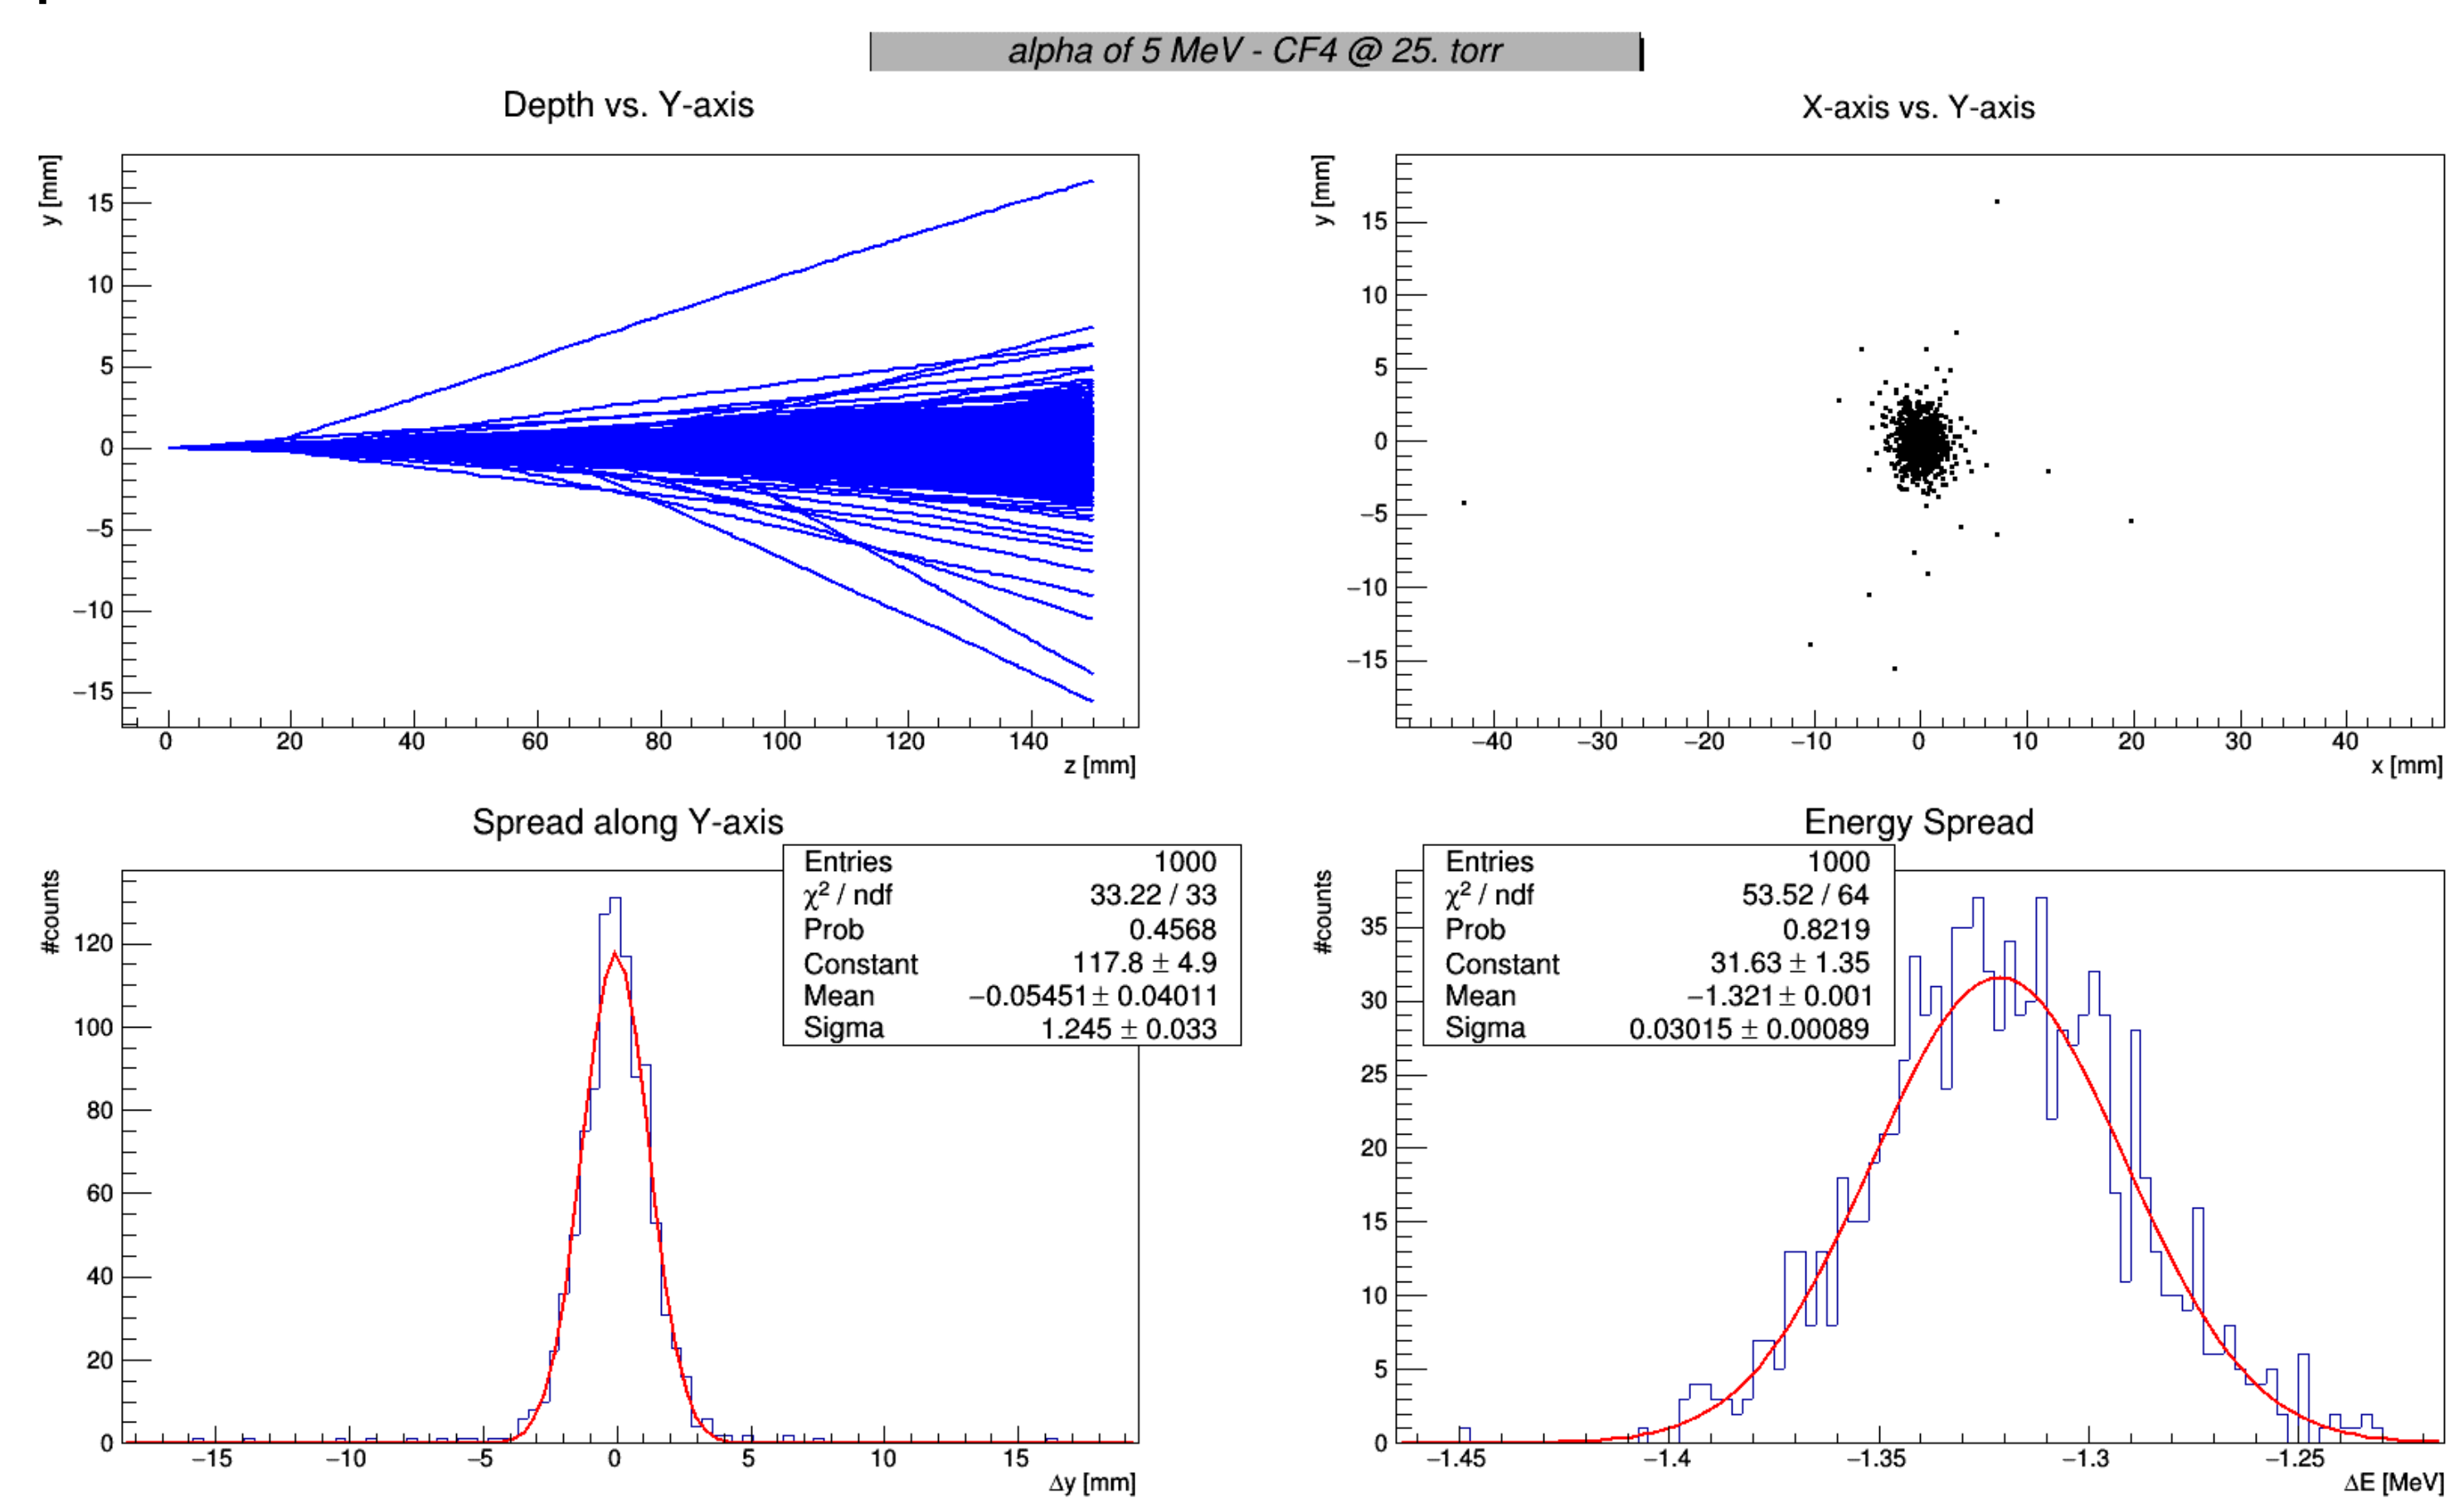 alpha of 5 MeV - CF4 @ 25. torr
Depth vs. Y-axis
y [mm]
15
10
5
0
−5
−10
−15
0 20 40 60 80 100 120 140
z [mm]
X-axis vs. Y-axis
y [mm]
15
10
5
0
−5
−10
−15
−40 −30 −20 −10 0 10 20 30 40
x [mm]
Spread along Y-axis
#counts
120
100
80
60
40
20
0
−15 −10 −5 0 5 10 15
Δy [mm]
Entries 1000
χ² / ndf 33.22 / 33
Prob 0.4568
Constant 117.8 ± 4.9
Mean −0.05451 ± 0.04011
Sigma 1.245 ± 0.033
Energy Spread
#counts
35
30
25
20
15
10
5
0
−1.45 −1.4 −1.35 −1.3 −1.25
ΔE [MeV]
Entries 1000
χ² / ndf 53.52 / 64
Prob 0.8219
Constant 31.63 ± 1.35
Mean −1.321 ± 0.001
Sigma 0.03015 ± 0.00089